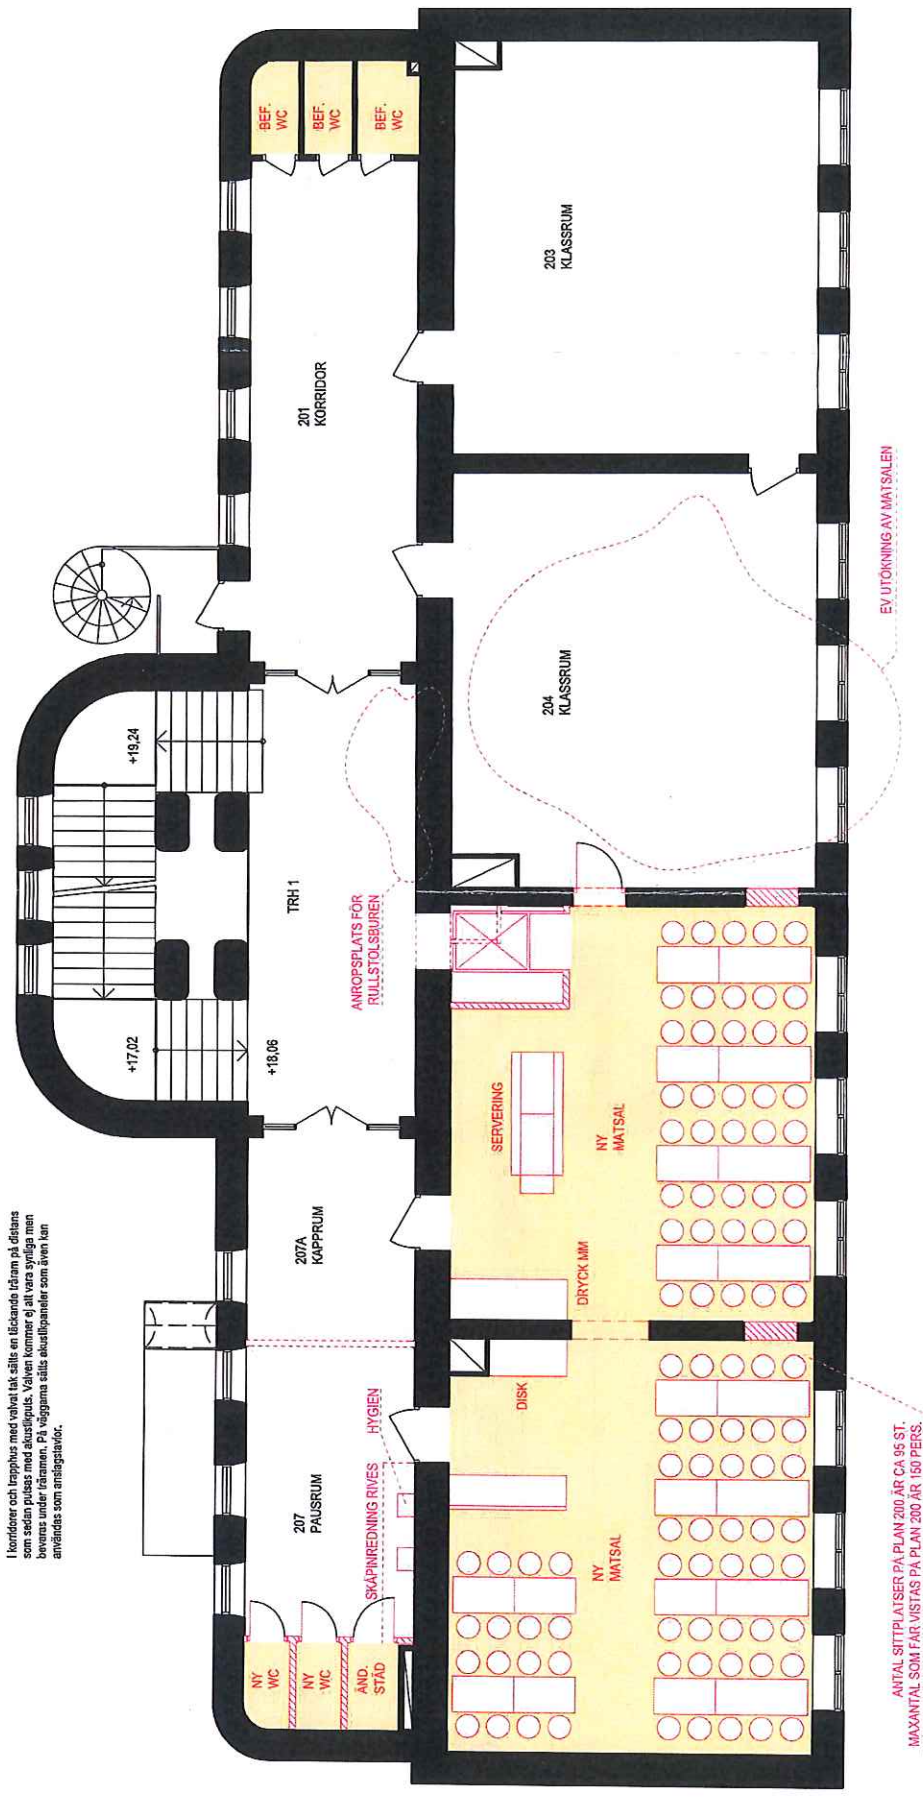 I korridorer och trapphus med valvat tak sätts en täckande träram på distans
som sedan putsas med akustikputs. Valven kommer ej att vara synliga men
bevaras under träramen. På väggarna sätts akustikpaneler som även kan
användas som anslagstavlor.
NY
WC
NY
WC
ÄND.
STÄD
207
PAUSRUM
SKÅPINREDNING RIVES
HYGIEN
207A
KAPPRUM
+17,02
+18,06
+19,24
TRH 1
ANROPSPLATS FÖR
RULLSTOLSBUREN
201
KORRIDOR
BEF.
WC
BEF.
WC
BEF.
WC
NY
MATSAL
DISK
DRYCK MM
SERVERING
NY
MATSAL
204
KLASSRUM
203
KLASSRUM
EV UTÖKNING AV MATSALEN
ANTAL SITTPLATSER PÅ PLAN 200 ÄR CA 95 ST.
MAXANTAL SOM FÅR VISTAS PÅ PLAN 200 ÄR 150 PERS.